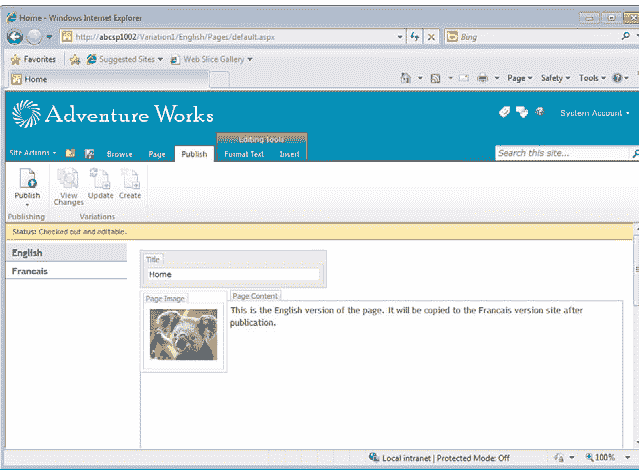 Home - Windows Internet Explorer
http://abcsp1002/Variation1/English/Pages/default.aspx
Bing
Favorites Suggested Sites Web Slice Gallery
Home Page Safety Tools
Adventure Works System Account
Editing Tools
Site Actions Browse Page Publish Format Text Insert Search this site...
Publish View Changes Update Create
Publishing Variations
Status: Checked out and editable.
English
Francais
Title
Home
Page Image Page Content
This is the English version of the page. It will be copied to the Francais version site after
publication.
Local intranet | Protected Mode: Off 100%